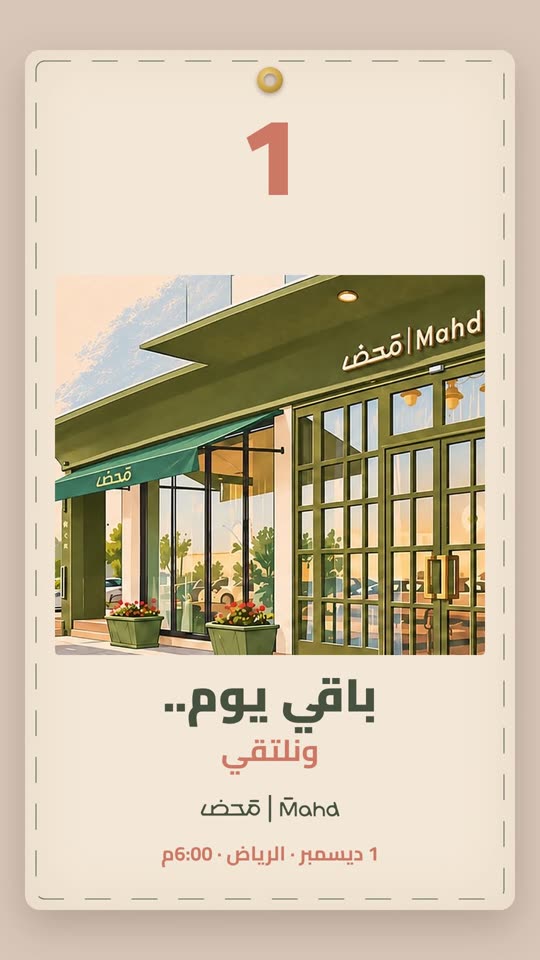 1
مَحض | Mahd
مَحض
باقي يوم..
ونلتقي
مَحض | Mahd
1 ديسمبر · الرياض · 6:00م